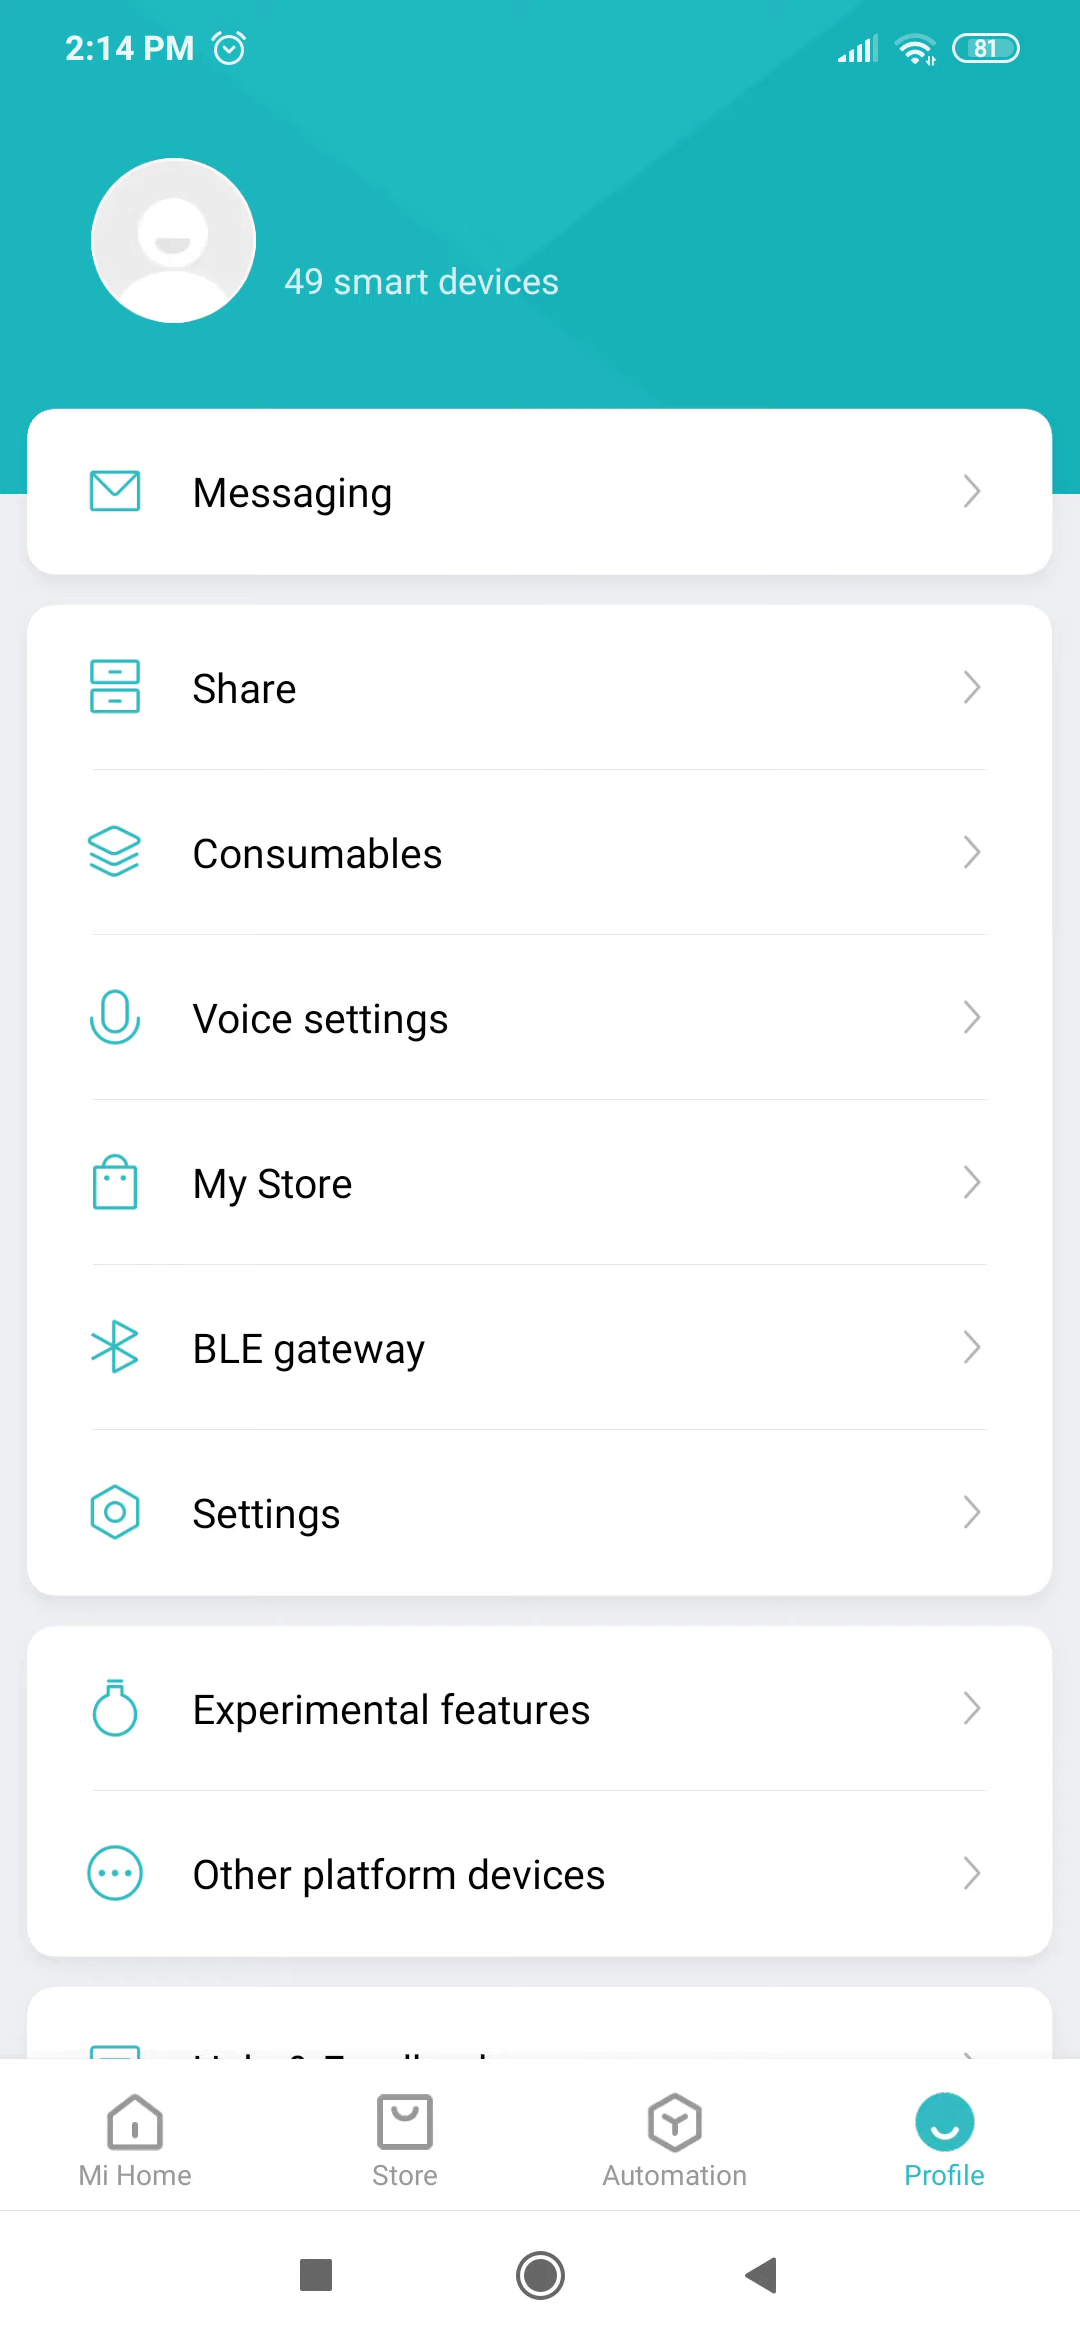 2:14 PM
81
49 smart devices
Messaging
Share
Consumables
Voice settings
My Store
BLE gateway
Settings
Experimental features
Other platform devices
Mi Home
Store
Automation
Profile